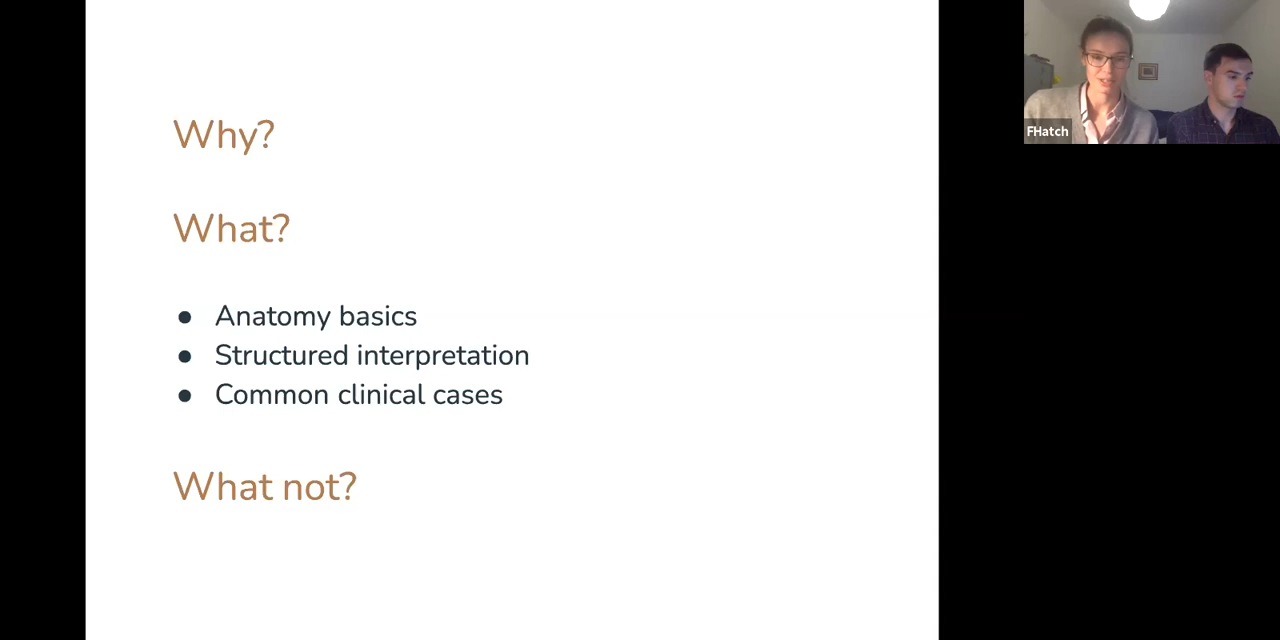 Why?
What?
● Anatomy basics
● Structured interpretation
● Common clinical cases
What not?
FHatch